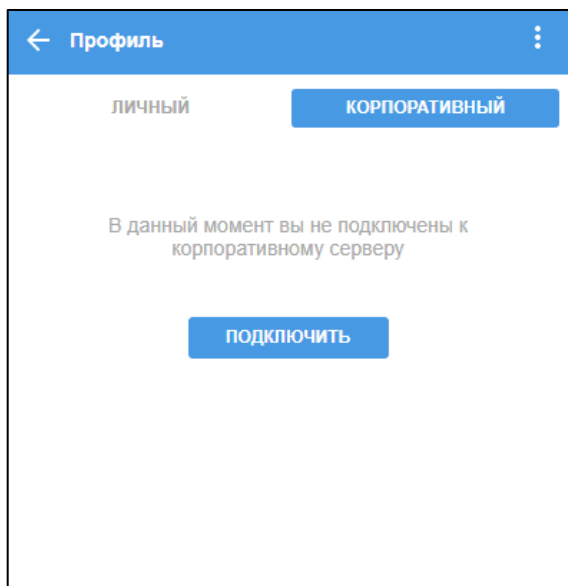 Профиль
ЛИЧНЫЙ
КОРПОРАТИВНЫЙ
В данный момент вы не подключены к
корпоративному серверу
ПОДКЛЮЧИТЬ